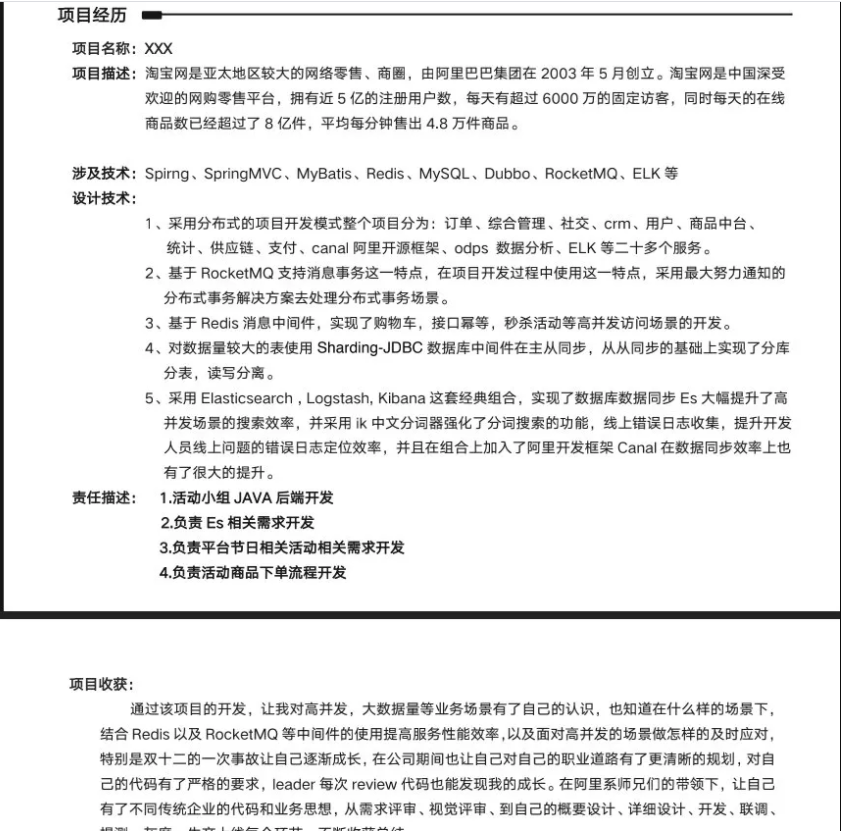 项目经历
项目名称：XXX
项目描述：淘宝网是亚太地区较大的网络零售、商圈，由阿里巴巴集团在 2003 年 5 月创立。淘宝网是中国深受
欢迎的网购零售平台，拥有近 5 亿的注册用户数，每天有超过 6000 万的固定访客，同时每天的在线
商品数已经超过了 8 亿件，平均每分钟售出 4.8 万件商品。
涉及技术：Spirng、SpringMVC、MyBatis、Redis、MySQL、Dubbo、RocketMQ、ELK 等
设计技术：
1、采用分布式的项目开发模式整个项目分为：订单、综合管理、社交、crm、用户、商品中台、
统计、供应链、支付、canal 阿里开源框架、odps 数据分析、ELK 等二十多个服务。
2、基于 RocketMQ 支持消息事务这一特点，在项目开发过程中使用这一特点，采用最大努力通知的
分布式事务解决方案去处理分布式事务场景。
3、基于 Redis 消息中间件，实现了购物车，接口幂等，秒杀活动等高并发访问场景的开发。
4、对数据量较大的表使用 Sharding-JDBC 数据库中间件在主从同步，从从同步的基础上实现了分库
分表，读写分离。
5、采用 Elasticsearch , Logstash, Kibana 这套经典组合，实现了数据库数据同步 Es 大幅提升了高
并发场景的搜索效率，并采用 ik 中文分词器强化了分词搜索的功能，线上错误日志收集，提升开发
人员线上问题的错误日志定位效率，并且在组合上加入了阿里开发框架 Canal 在数据同步效率上也
有了很大的提升。
责任描述： 1.活动小组 JAVA 后端开发
2.负责 Es 相关需求开发
3.负责平台节日相关活动相关需求开发
4.负责活动商品下单流程开发
项目收获：
通过该项目的开发，让我对高并发，大数据量等业务场景有了自己的认识，也知道在什么样的场景下，
结合 Redis 以及 RocketMQ 等中间件的使用提高服务性能效率,以及面对高并发的场景做怎样的及时应对，
特别是双十二的一次事故让自己逐渐成长，在公司期间也让自己对自己的职业道路有了更清晰的规划，对自
己的代码有了严格的要求，leader 每次 review 代码也能发现我的成长。在阿里系师兄们的带领下，让自己
有了不同传统企业的代码和业务思想，从需求评审、视觉评审、到自己的概要设计、详细设计、开发、联调、